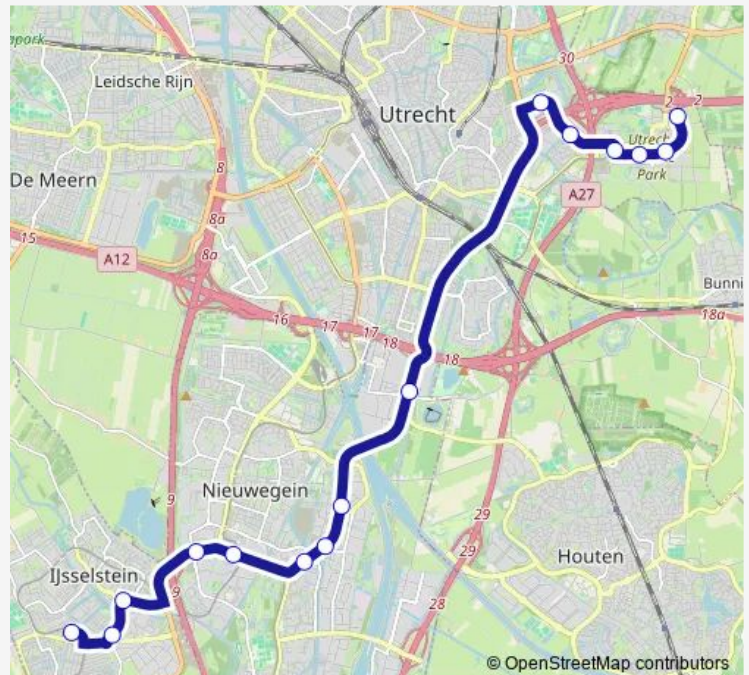 apark
30
Leidsche Rijn
Utrecht
2
2
Utrech
Park
8
De Meern
A27
8a
15
8a
A12
Bunni
16
17
17
18
18
18a
Nieuwegein
9
29
29
Houten
IJsselstein
9
28
© OpenStreetMap contributors